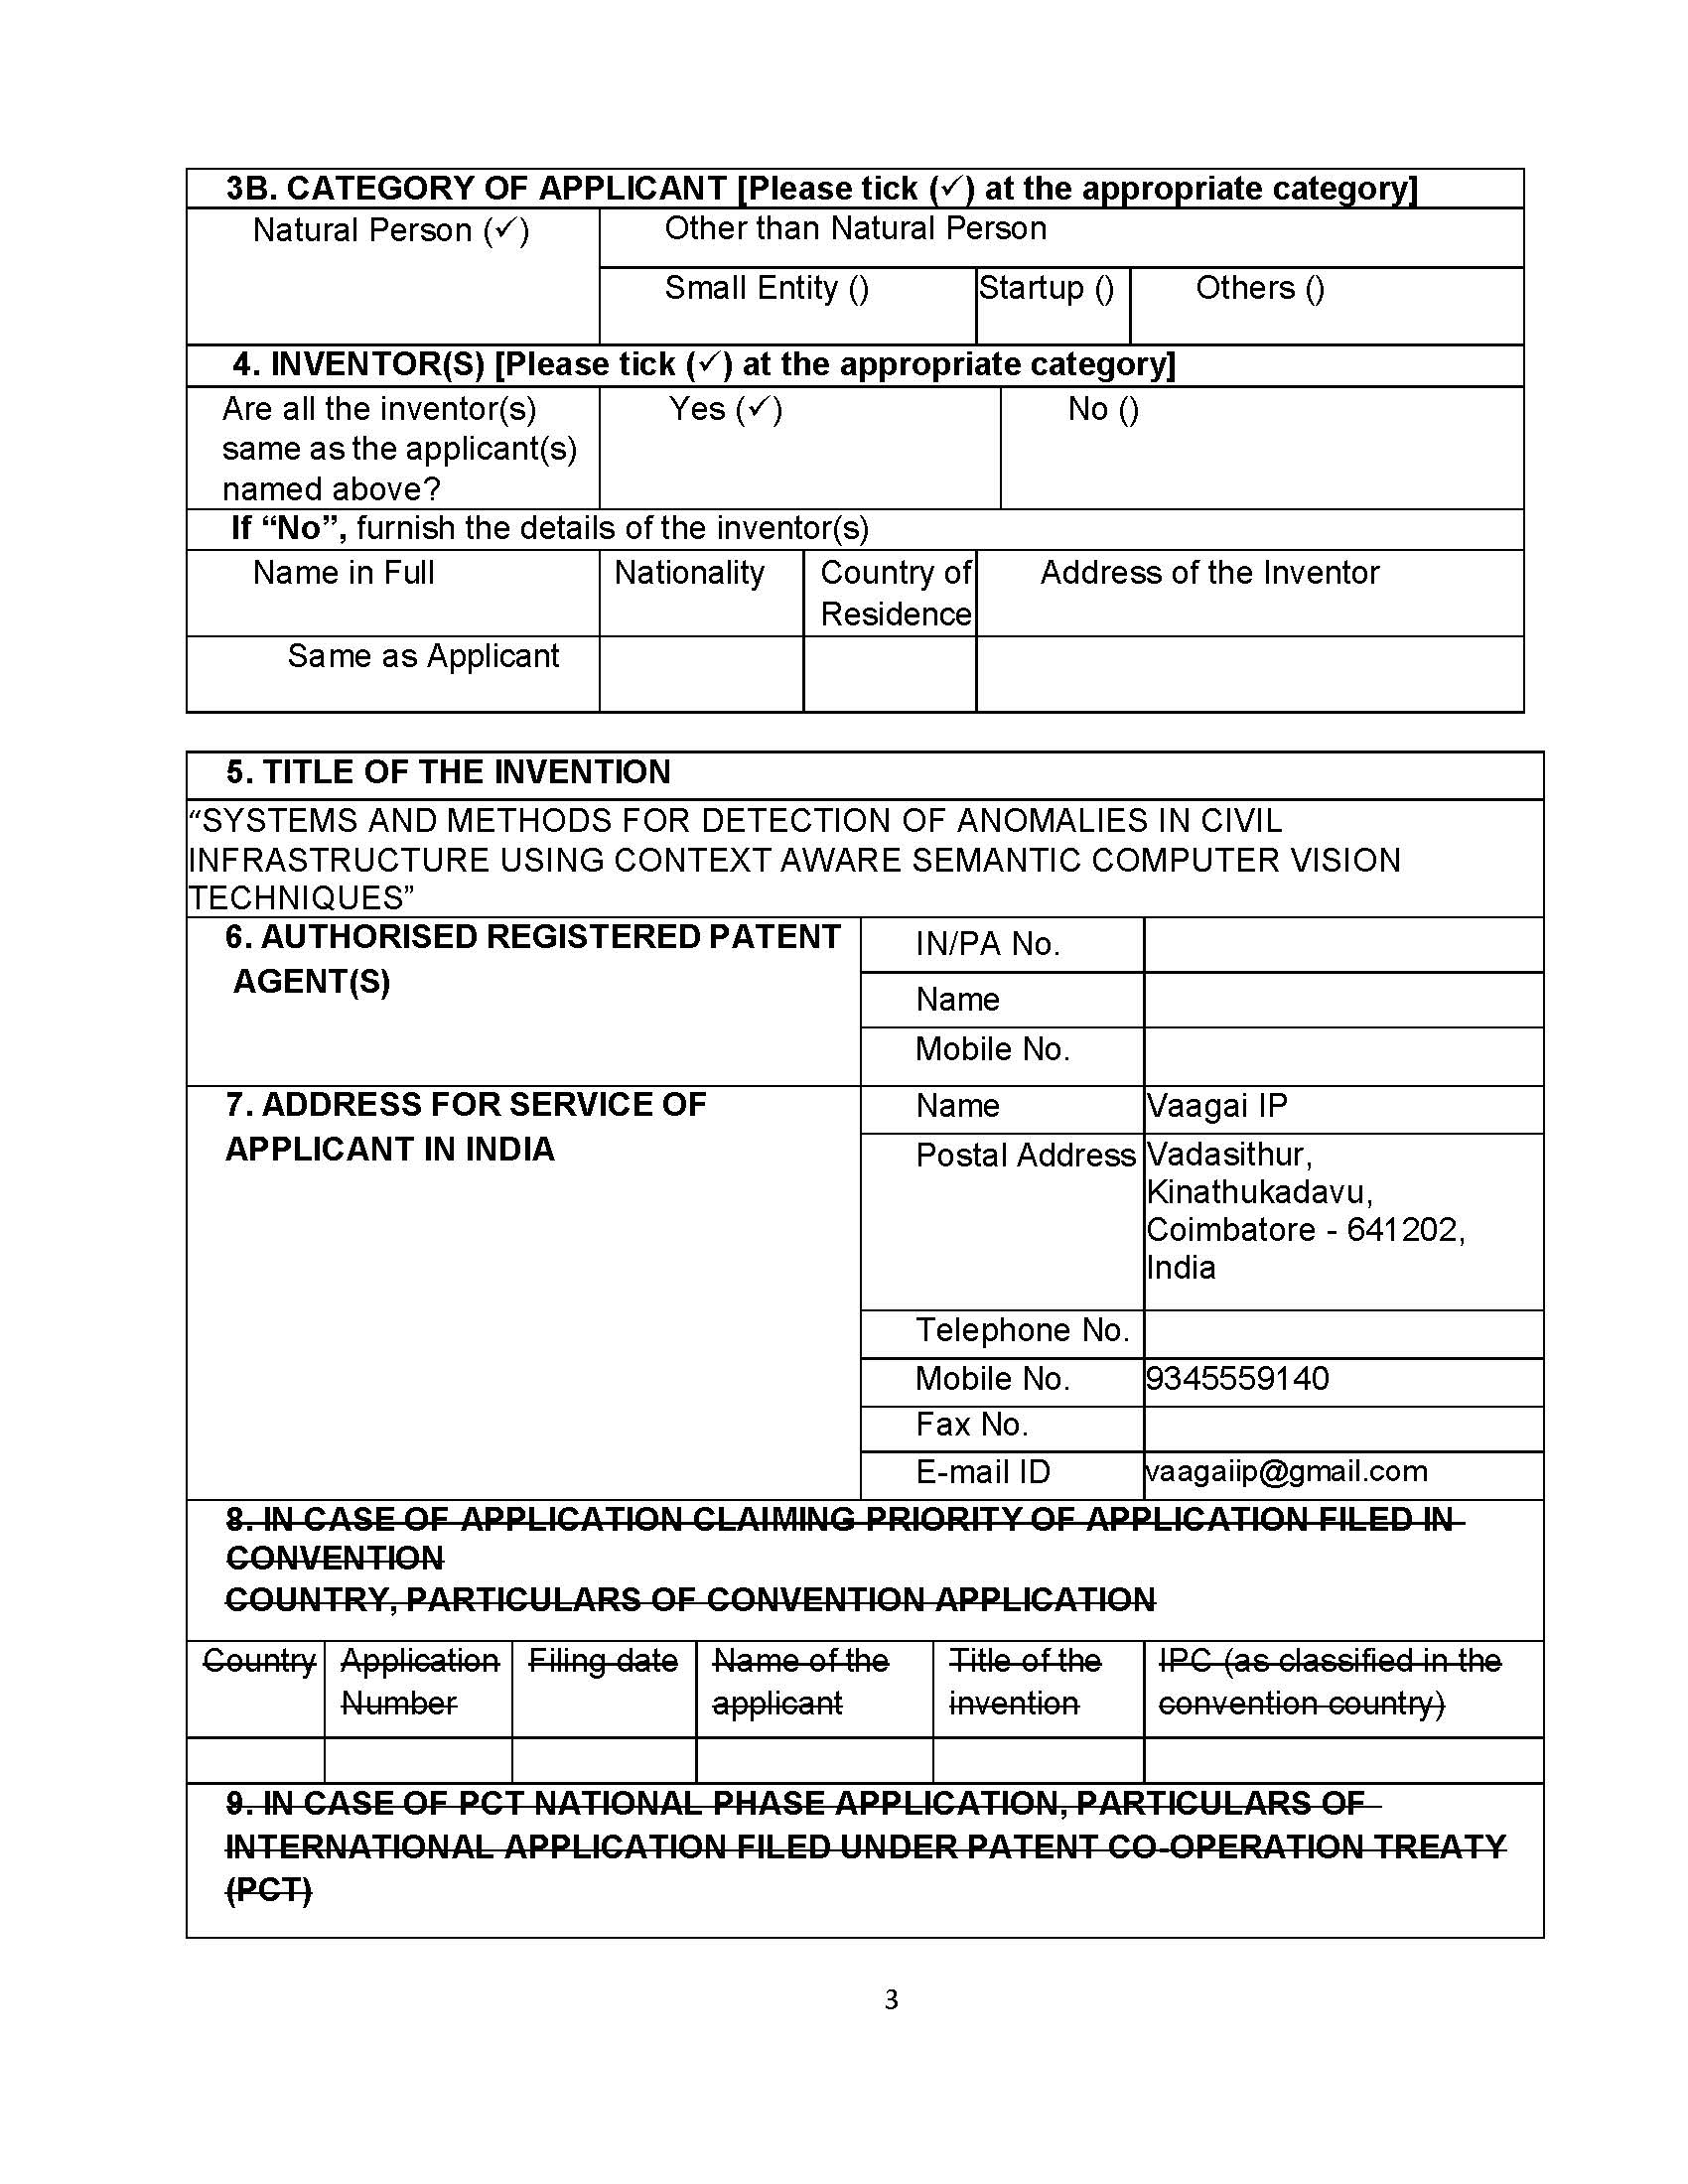 3B. CATEGORY OF APPLICANT [Please tick (✓) at the appropriate category]
Natural Person (✓)
Other than Natural Person
Small Entity ()
Startup ()
Others ()
4. INVENTOR(S) [Please tick (✓) at the appropriate category]
Are all the inventor(s)
same as the applicant(s)
named above?
Yes (✓)
No ()
If “No”, furnish the details of the inventor(s)
Name in Full
Nationality
Country of
Residence
Address of the Inventor
Same as Applicant
5. TITLE OF THE INVENTION
“SYSTEMS AND METHODS FOR DETECTION OF ANOMALIES IN CIVIL
INFRASTRUCTURE USING CONTEXT AWARE SEMANTIC COMPUTER VISION
TECHNIQUES”
6. AUTHORISED REGISTERED PATENT
AGENT(S)
IN/PA No.
Name
Mobile No.
7. ADDRESS FOR SERVICE OF
APPLICANT IN INDIA
Name
Vaagai IP
Postal Address
Vadasithur,
Kinathukadavu,
Coimbatore - 641202,
India
Telephone No.
Mobile No.
9345559140
Fax No.
E-mail ID
vaagaiip@gmail.com
8. IN CASE OF APPLICATION CLAIMING PRIORITY OF APPLICATION FILED IN
CONVENTION
COUNTRY, PARTICULARS OF CONVENTION APPLICATION
Country
Application
Number
Filing date
Name of the
applicant
Title of the
invention
IPC (as classified in the
convention country)
9. IN CASE OF PCT NATIONAL PHASE APPLICATION, PARTICULARS OF
INTERNATIONAL APPLICATION FILED UNDER PATENT CO-OPERATION TREATY
(PCT)
3